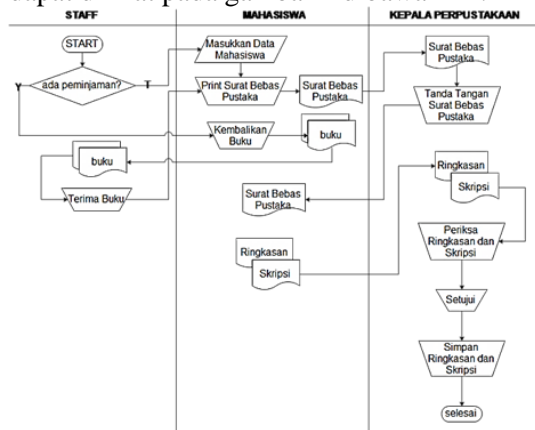 STAFF
MAHASISWA
KEPALA PERPUSTAKAAN
START
ada peminjaman?
Y
T
Masukkan Data
Mahasiswa
Print Surat Bebas
Pustaka
Surat Bebas
Pustaka
Surat Bebas
Pustaka
Tanda Tangan
Surat Bebas
Pustaka
Kembalikan
Buku
buku
buku
Terima Buku
Surat Bebas
Pustaka
Ringkasan
Skripsi
Ringkasan
Skripsi
Periksa
Ringkasan dan
Skripsi
Setujui
Simpan
Ringkasan dan
Skripsi
selesai